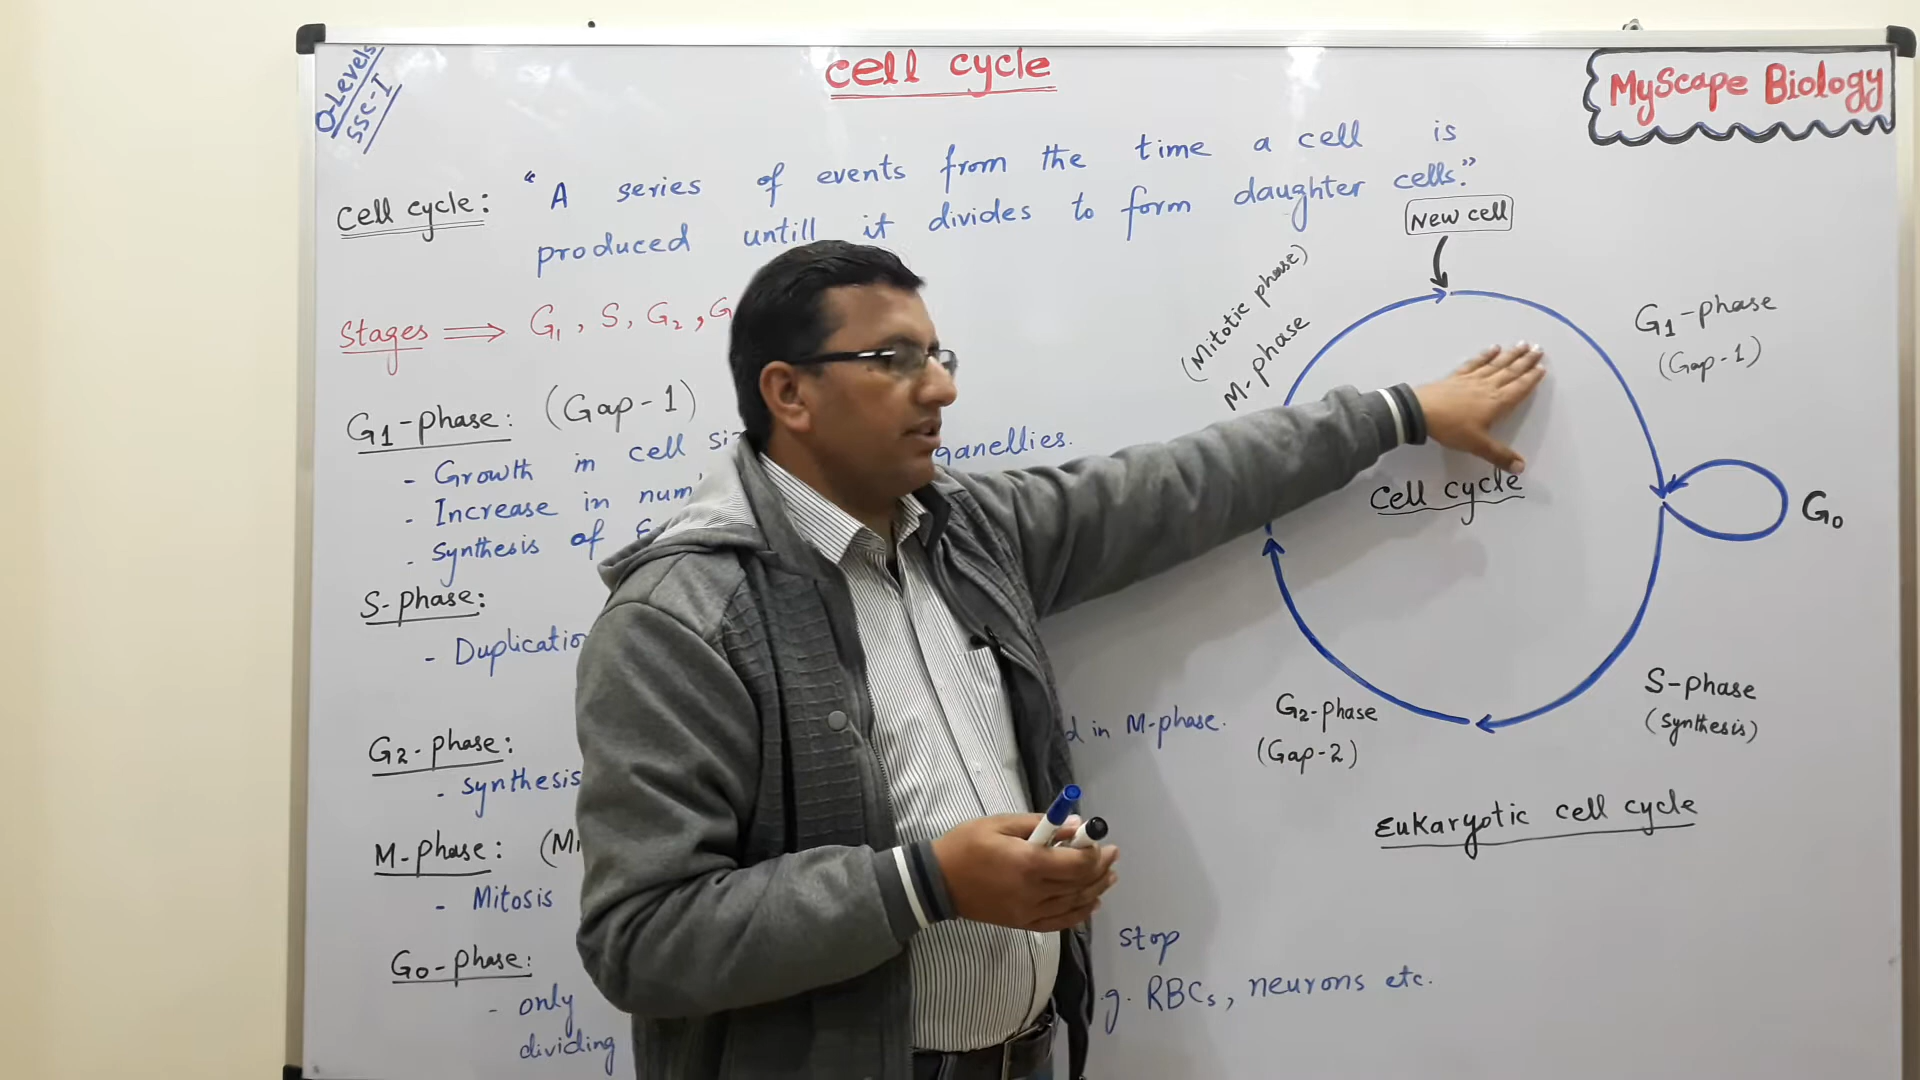 O-Levels
SSC-I
Cell cycle
MyScape Biology
Cell cycle: "A series of events from the time a cell is
produced untill it divides to form daughter cells."
Stages ⇒ G1, S, G2, G
G1-phase: (Gap-1)
- Growth in cell
- Increase in
ganellies.
- synthesis of
S-phase:
- Duplicatio
G2-phase:
- synthesis
d in M-phase.
M-phase: (Mi
- Mitosis
G0-phase:
- only
stop
dividing
.g. RBCs, neurons etc.
New cell
(Mitotic phase)
M-phase
G1-phase
(Gap-1)
Cell cycle
G0
S-phase
(synthesis)
G2-phase
(Gap-2)
Eukaryotic cell cycle